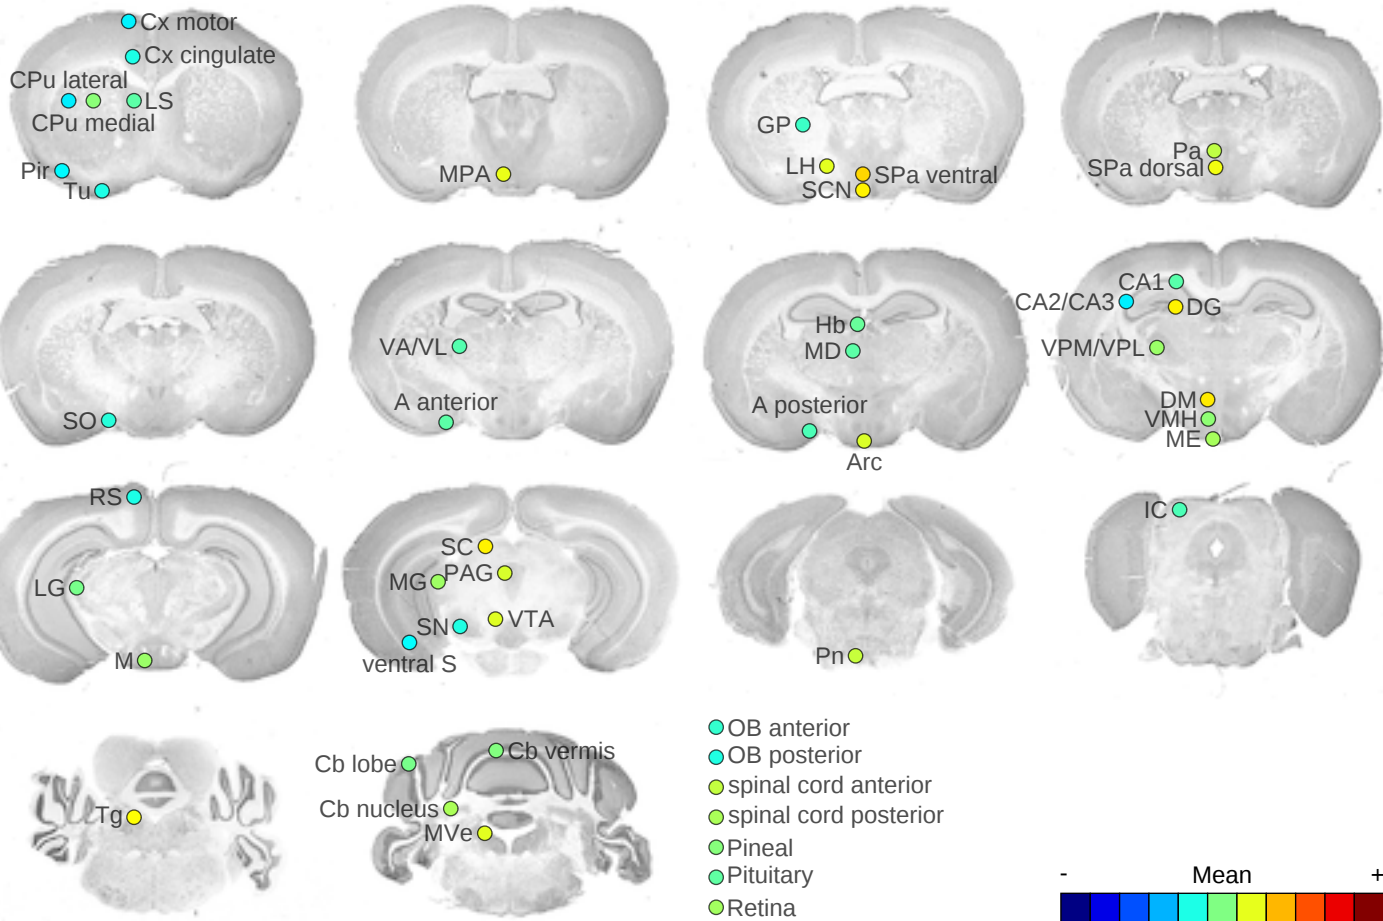 Cx motor
Cx cingulate
CPu lateral
LS
CPu medial
Pir
Tu
MPA
GP
LH
SPa ventral
SCN
Pa
SPa dorsal
SO
VA/VL
A anterior
Hb
MD
A posterior
Arc
CA1
CA2/CA3
DG
VPM/VPL
DM
VMH
ME
RS
LG
M
SC
PAG
MG
VTA
SN
ventral S
Pn
IC
Tg
Cb vermis
Cb lobe
Cb nucleus
MVe
OB anterior
OB posterior
spinal cord anterior
spinal cord posterior
Pineal
Pituitary
Retina
- Mean +